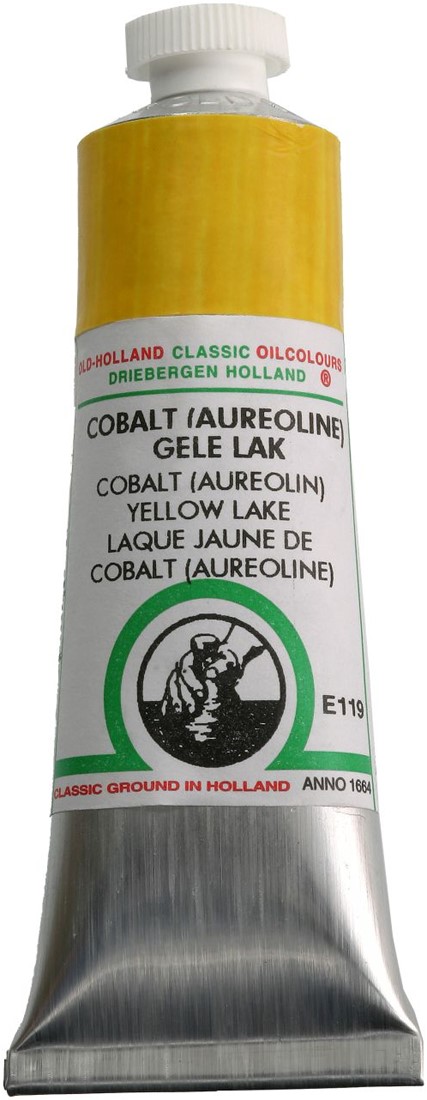 OLD-HOLLAND CLASSIC OILCOLOURS
DRIEBERGEN HOLLAND ®
COBALT (AUREOLINE)
GELE LAK
COBALT (AUREOLIN)
YELLOW LAKE
LAQUE JAUNE DE
COBALT (AUREOLINE)
E119
CLASSIC GROUND IN HOLLAND ANNO 1664